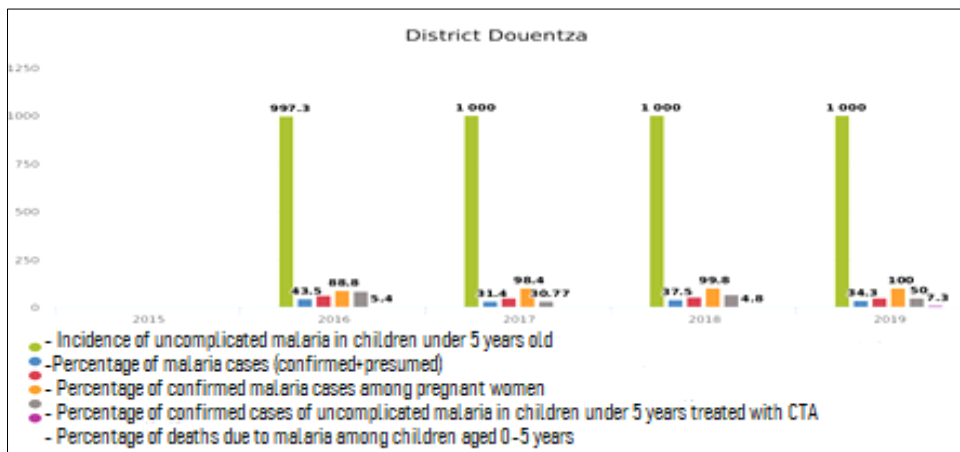 District Douentza
1250
1000
750
500
250
0
997.3 1 000 1 000 1 000
43.5 88.8 5.4 31.4 98.4 30.77 37.5 99.8 4.8 34.3 100 50 7.3
2015 2016 2017 2018 2019
- Incidence of uncomplicated malaria in children under 5 years old
-Percentage of malaria cases (confirmed+presumed)
- Percentage of confirmed malaria cases among pregnant women
- Percentage of confirmed cases of uncomplicated malaria in children under 5 years treated with CTA
- Percentage of deaths due to malaria among children aged 0-5 years